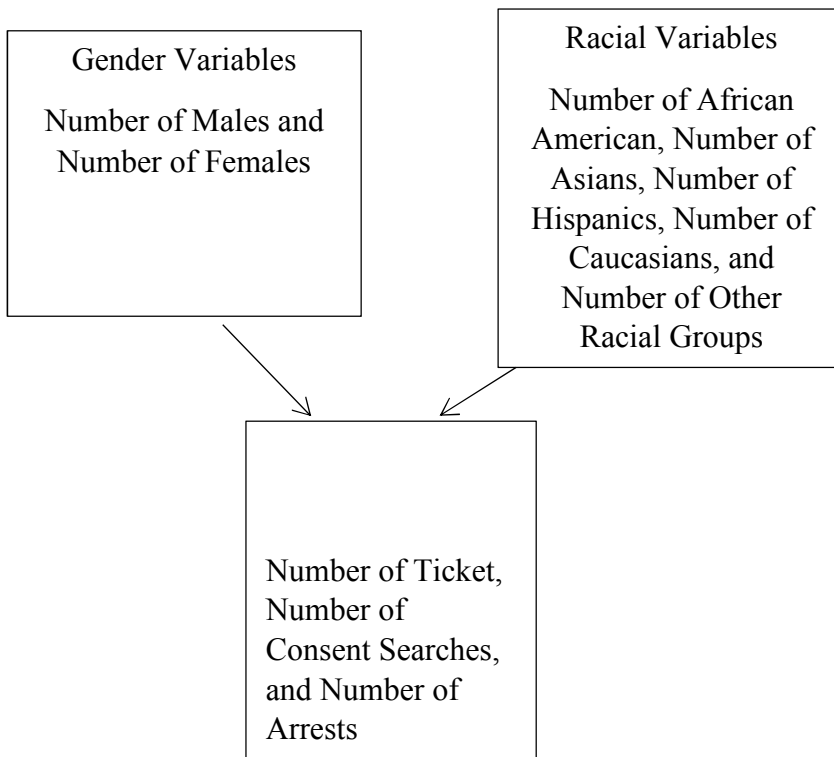 Gender Variables
Number of Males and
Number of Females
Racial Variables
Number of African
American, Number of
Asians, Number of
Hispanics, Number of
Caucasians, and
Number of Other
Racial Groups
Number of Ticket,
Number of
Consent Searches,
and Number of
Arrests